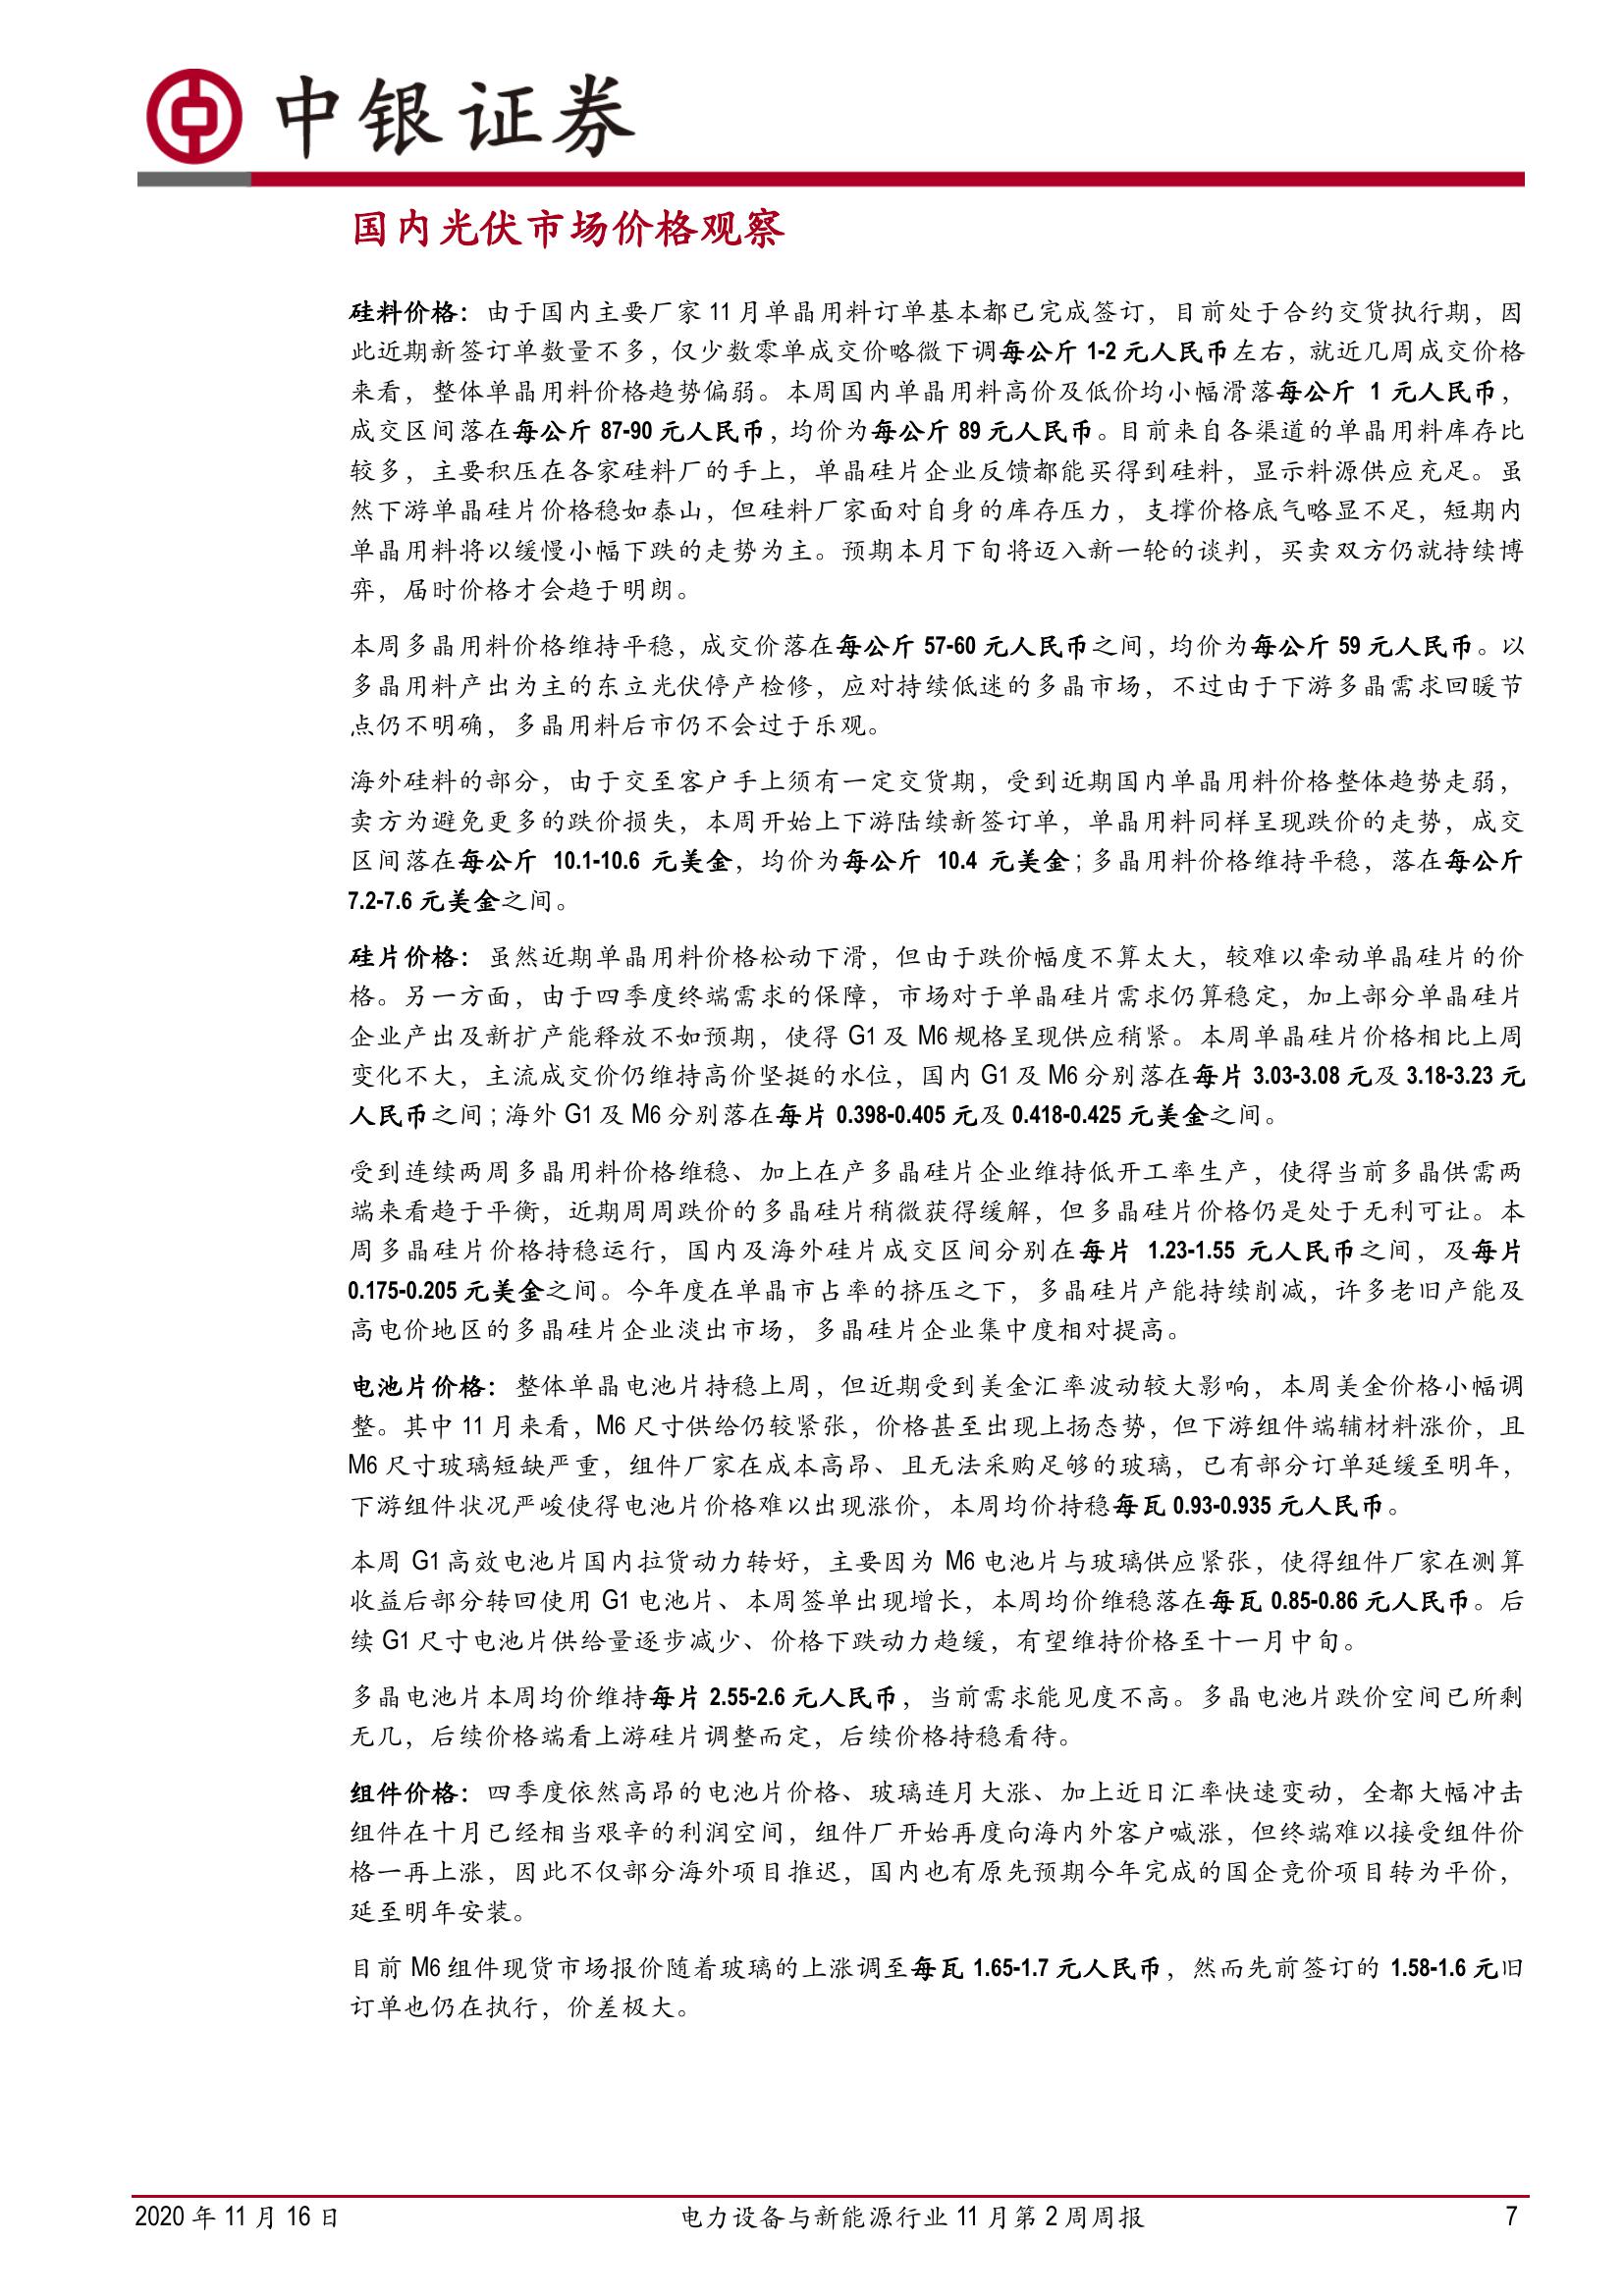 中银证券
国内光伏市场价格观察
硅料价格：由于国内主要厂家 11 月单晶用料订单基本都已完成签订，目前处于合约交货执行期，因
此近期新签订单数量不多，仅少数零单成交价略微下调每公斤 1-2 元人民币左右，就近几周成交价格
来看，整体单晶用料价格趋势偏弱。本周国内单晶用料高价及低价均小幅滑落每公斤 1 元人民币，
成交区间落在每公斤 87-90 元人民币，均价为每公斤 89 元人民币。目前来自各渠道的单晶用料库存比
较多，主要积压在各家硅料厂的手上，单晶硅片企业反馈都能买得到硅料，显示料源供应充足。虽
然下游单晶硅片价格稳如泰山，但硅料厂家面对自身的库存压力，支撑价格底气略显不足，短期内
单晶用料将以缓慢小幅下跌的走势为主。预期本月下旬将迈入新一轮的谈判，买卖双方仍就持续博
弈，届时价格才会趋于明朗。
本周多晶用料价格维持平稳，成交价落在每公斤 57-60 元人民币之间，均价为每公斤 59 元人民币。以
多晶用料产出为主的东立光伏停产检修，应对持续低迷的多晶市场，不过由于下游多晶需求回暖节
点仍不明确，多晶用料后市仍不会过于乐观。
海外硅料的部分，由于交至客户手上须有一定交货期，受到近期国内单晶用料价格整体趋势走弱，
卖方为避免更多的跌价损失，本周开始上下游陆续新签订单，单晶用料同样呈现跌价的走势，成交
区间落在每公斤 10.1-10.6 元美金，均价为每公斤 10.4 元美金；多晶用料价格维持平稳，落在每公斤
7.2-7.6 元美金之间。
硅片价格：虽然近期单晶用料价格松动下滑，但由于跌价幅度不算太大，较难以牵动单晶硅片的价
格。另一方面，由于四季度终端需求的保障，市场对于单晶硅片需求仍算稳定，加上部分单晶硅片
企业产出及新扩产能释放不如预期，使得 G1 及 M6 规格呈现供应稍紧。本周单晶硅片价格相比上周
变化不大，主流成交价仍维持高价坚挺的水位，国内 G1 及 M6 分别落在每片 3.03-3.08 元及 3.18-3.23 元
人民币之间；海外 G1 及 M6 分别落在每片 0.398-0.405 元及 0.418-0.425 元美金之间。
受到连续两周多晶用料价格维稳、加上在产多晶硅片企业维持低开工率生产，使得当前多晶供需两
端来看趋于平衡，近期周周跌价的多晶硅片稍微获得缓解，但多晶硅片价格仍是处于无利可让。本
周多晶硅片价格持稳运行，国内及海外硅片成交区间分别在每片 1.23-1.55 元人民币之间，及每片
0.175-0.205 元美金之间。今年度在单晶市占率的挤压之下，多晶硅片产能持续削减，许多老旧产能及
高电价地区的多晶硅片企业淡出市场，多晶硅片企业集中度相对提高。
电池片价格：整体单晶电池片持稳上周，但近期受到美金汇率波动较大影响，本周美金价格小幅调
整。其中 11 月来看，M6 尺寸供给仍较紧张，价格甚至出现上扬态势，但下游组件端辅材料涨价，且
M6 尺寸玻璃短缺严重，组件厂家在成本高昂、且无法采购足够的玻璃，已有部分订单延缓至明年，
下游组件状况严峻使得电池片价格难以出现涨价，本周均价持稳每瓦 0.93-0.935 元人民币。
本周 G1 高效电池片国内拉货动力转好，主要因为 M6 电池片与玻璃供应紧张，使得组件厂家在测算
收益后部分转回使用 G1 电池片、本周签单出现增长，本周均价维稳落在每瓦 0.85-0.86 元人民币。后
续 G1 尺寸电池片供给量逐步减少、价格下跌动力趋缓，有望维持价格至十一月中旬。
多晶电池片本周均价维持每片 2.55-2.6 元人民币，当前需求能见度不高。多晶电池片跌价空间已所剩
无几，后续价格端看上游硅片调整而定，后续价格持稳看待。
组件价格：四季度依然高昂的电池片价格、玻璃连月大涨、加上近日汇率快速变动，全都大幅冲击
组件在十月已经相当艰辛的利润空间，组件厂开始再度向海内外客户喊涨，但终端难以接受组件价
格一再上涨，因此不仅部分海外项目推迟，国内也有原先预期今年完成的国企竞价项目转为平价，
延至明年安装。
目前 M6 组件现货市场报价随着玻璃的上涨调至每瓦 1.65-1.7 元人民币，然而先前签订的 1.58-1.6 元旧
订单也仍在执行，价差极大。
2020 年 11 月 16 日
电力设备与新能源行业 11 月第 2 周周报
7